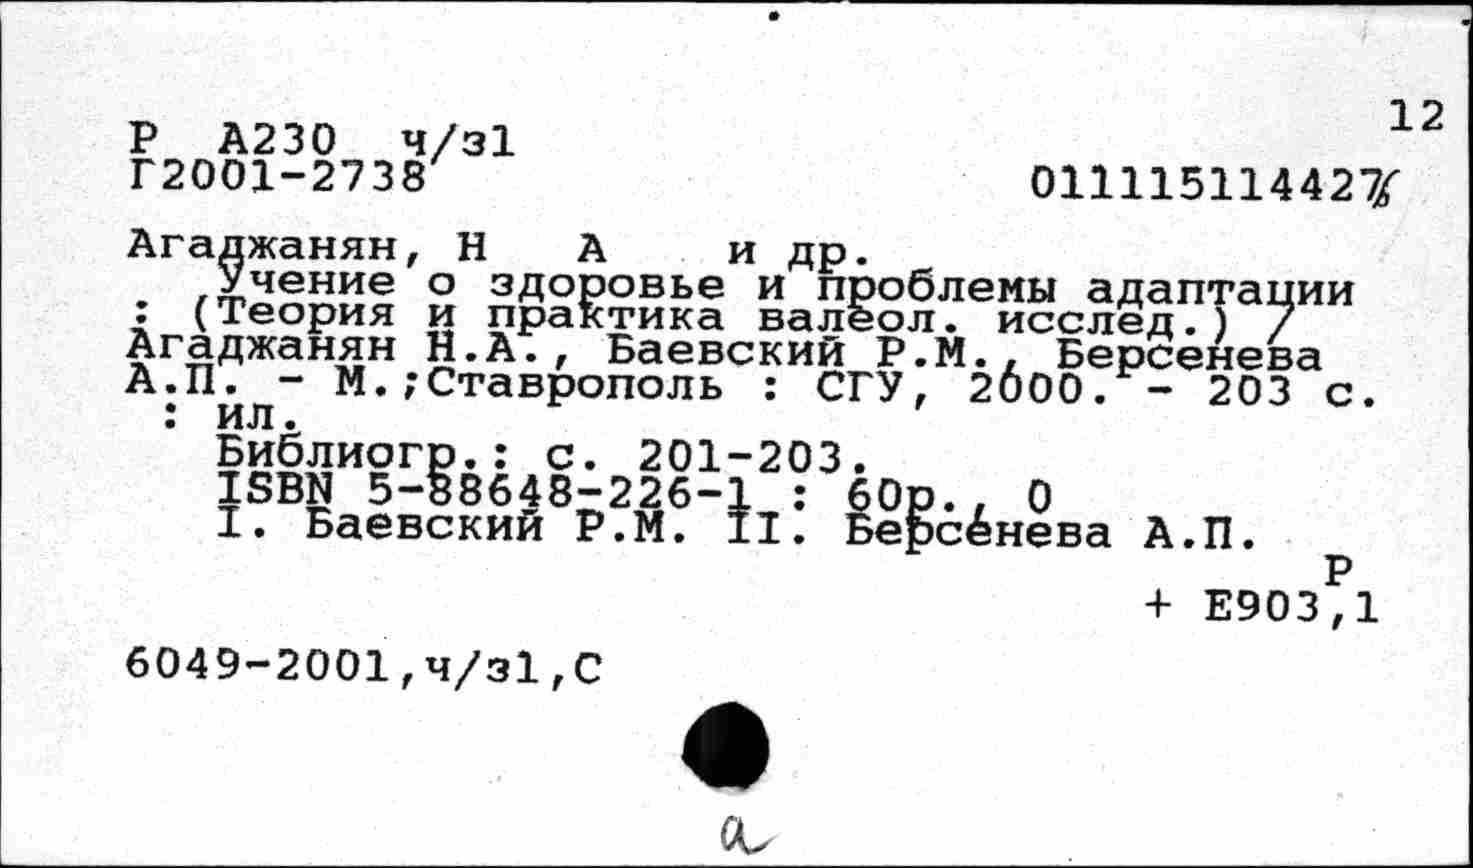 12
Р А230 ч/з1
Г2001-2738
011115114427
Агаджанян, Н А и др.
Учение о здоровье и проблемы адаптации
: (Теория и практика валеол. исслед.) /
Агаджанян Н.А., Баевский Р.М., Берсенева
А.П. - М.;Ставрополь : СГУ, 2000. - 203 с.
: ил.
Библиогр.: с. 201-203.
ISBN 5-88648-226-1 : 60р., 0
I. Баевский Р.М. II. Берсенева А.П.
Р
+ Е903,1
6049-2001,ч/з1,С
а